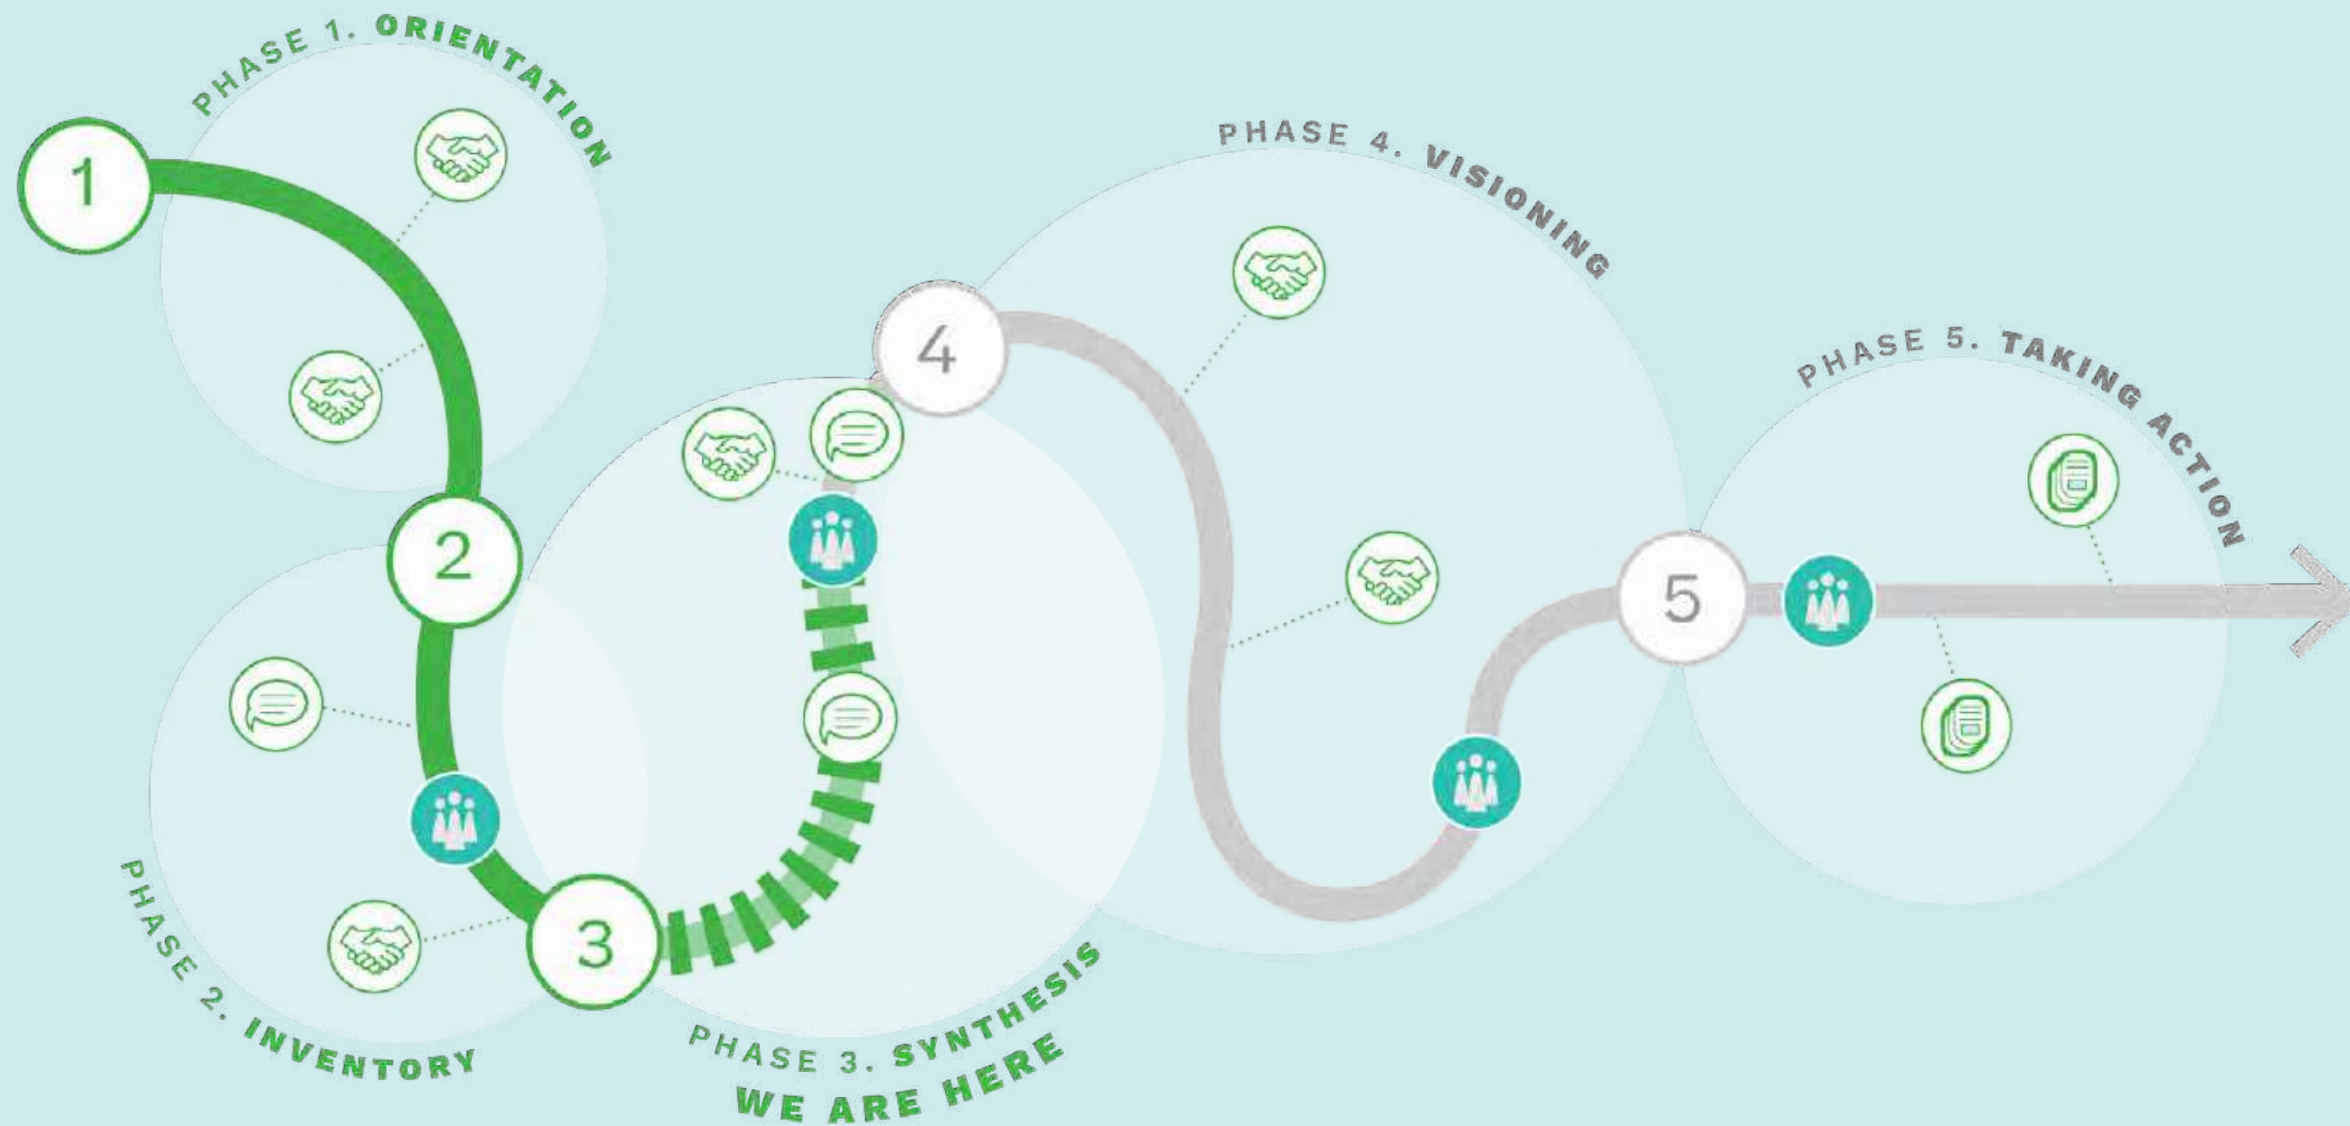 PHASE 1. ORIENTATION
1
2
PHASE 2. INVENTORY
3
PHASE 3. SYNTHESIS
WE ARE HERE
4
PHASE 4. VISIONING
5
PHASE 5. TAKING ACTION